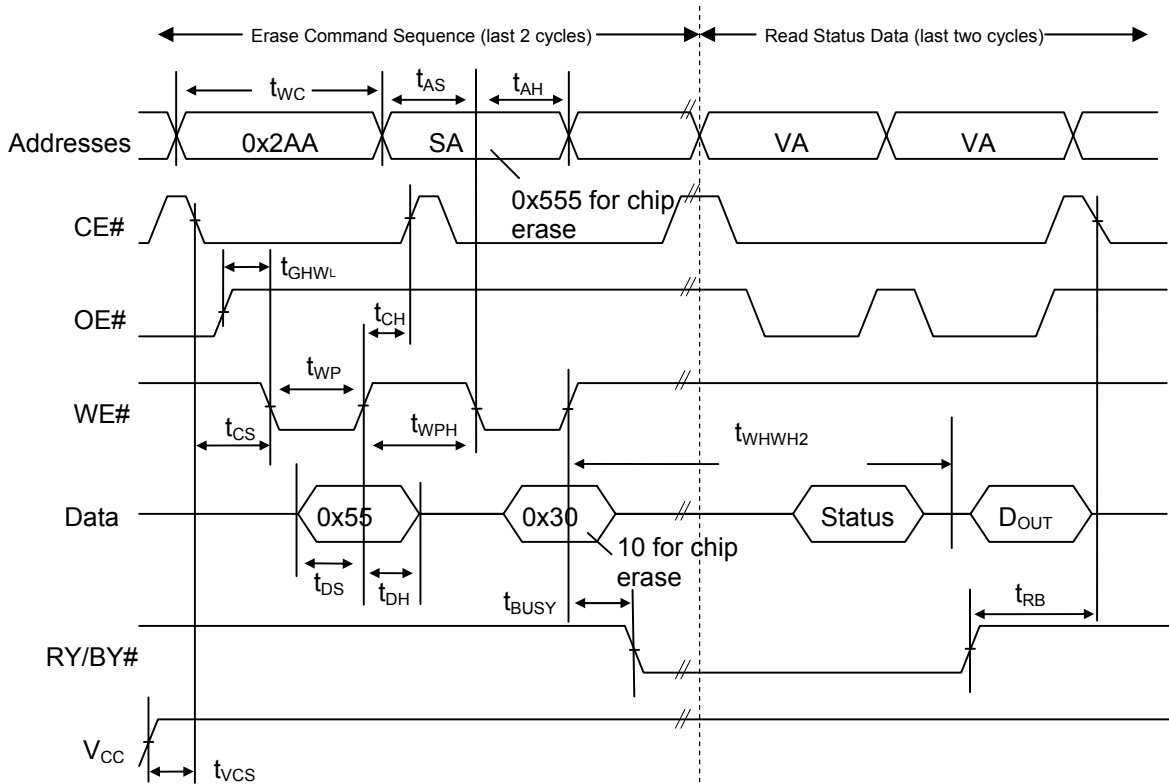 Erase Command Sequence (last 2 cycles)
Read Status Data (last two cycles)
tWC
tAS
tAH
Addresses
0x2AA
SA
VA
VA
0x555 for chip
erase
CE#
tGHWL
OE#
tCH
tWP
WE#
tCS
tWPH
tWHWH2
Data
0x55
0x30
Status
DOUT
10 for chip
erase
tDS
tDH
tBUSY
tRB
RY/BY#
VCC
tVCS